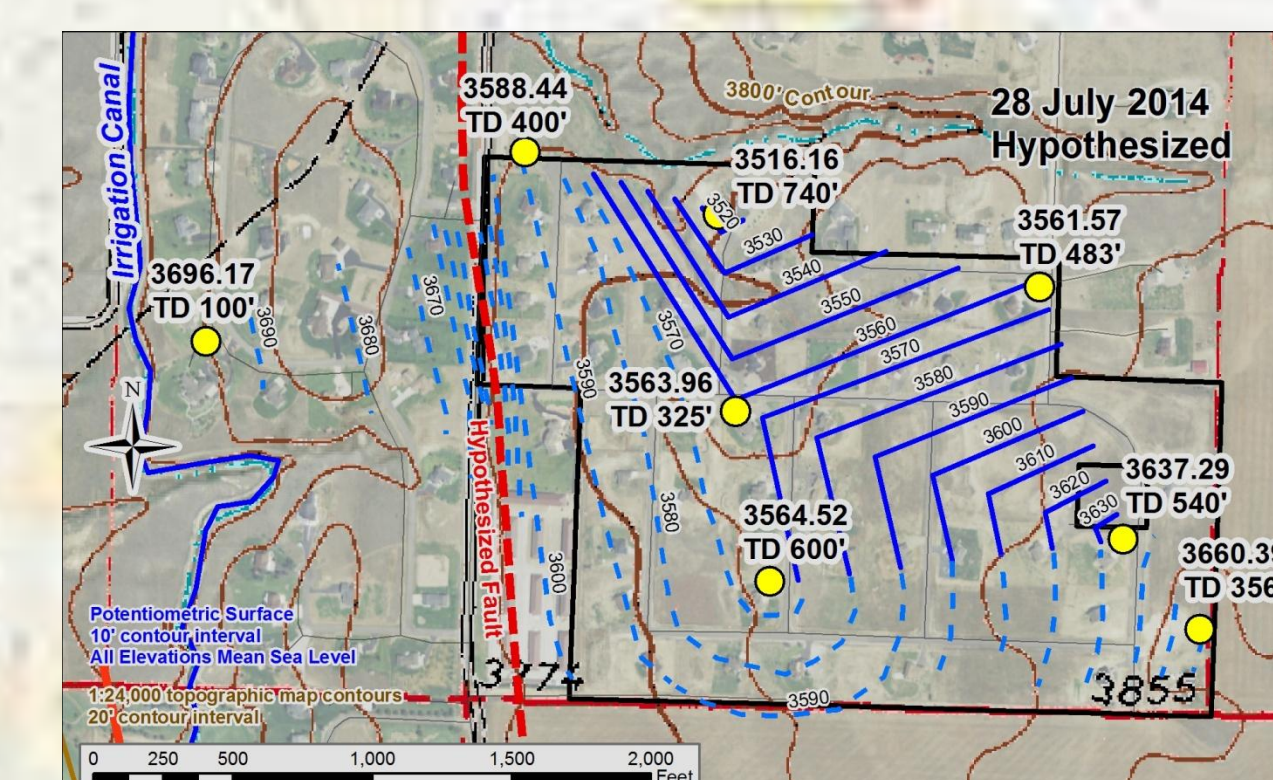 Irrigation Canal
3588.44
TD 400'
3800' Contour
28 July 2014
Hypothesized
3516.16
TD 740'
3520
3530
3561.57
TD 483'
3696.17
TD 100'
3690
3680
3670
3540
3550
3560
3570
3570
3580
3590
3590
3600
3610
3620
3630
N
3563.96
TD 325'
Hypothesized Fault
3637.29
TD 540'
3580
3564.52
TD 600'
3600
3660.39
TD 356
Potentiometric Surface
10' contour interval
All Elevations Mean Sea Level
1:24,000 topographic map contours
20' contour interval
3590
3855
0 250 500 1,000 1,500 2,000
Feet